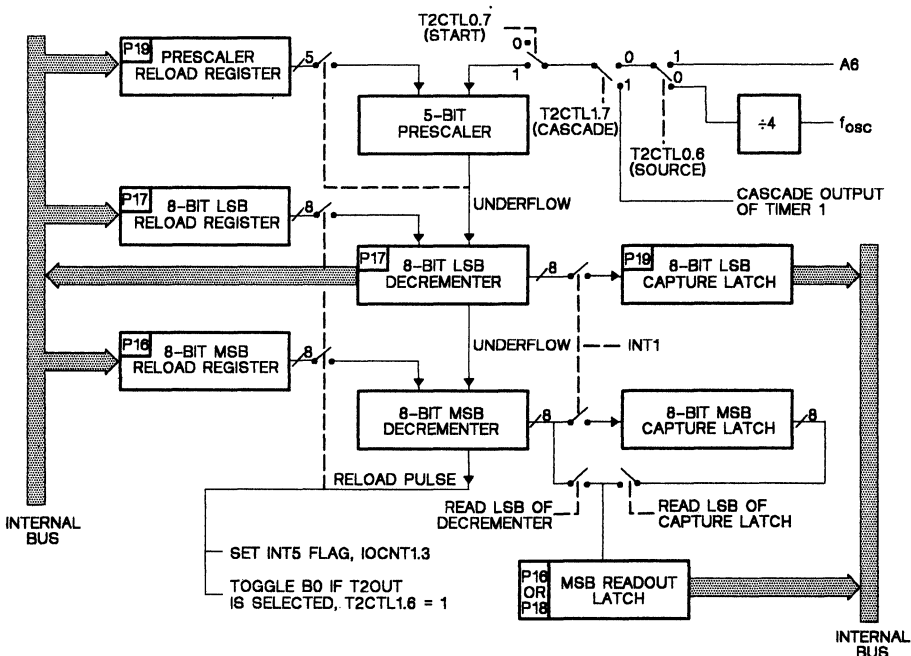 T2CTL0.7
(START)
P19
PRESCALER
RELOAD REGISTER
5
0
1
0
1
1
0
A6
5-BIT
PRESCALER
T2CTL1.7
(CASCADE)
÷4
fosc
T2CTL0.6
(SOURCE)
P17
8-BIT LSB
RELOAD REGISTER
8
UNDERFLOW
CASCADE OUTPUT
OF TIMER 1
P17
8-BIT LSB
DECREMENTER
8
P19
8-BIT LSB
CAPTURE LATCH
P16
8-BIT MSB
RELOAD REGISTER
8
UNDERFLOW
INT1
8-BIT MSB
DECREMENTER
8
8-BIT MSB
CAPTURE LATCH
8
RELOAD PULSE
READ LSB OF
DECREMENTER
READ LSB OF
CAPTURE LATCH
INTERNAL
BUS
SET INT5 FLAG, IOCNT1.3
TOGGLE B0 IF T2OUT
IS SELECTED, T2CTL1.6 = 1
P16
OR
P18
MSB READOUT
LATCH
INTERNAL
BUS